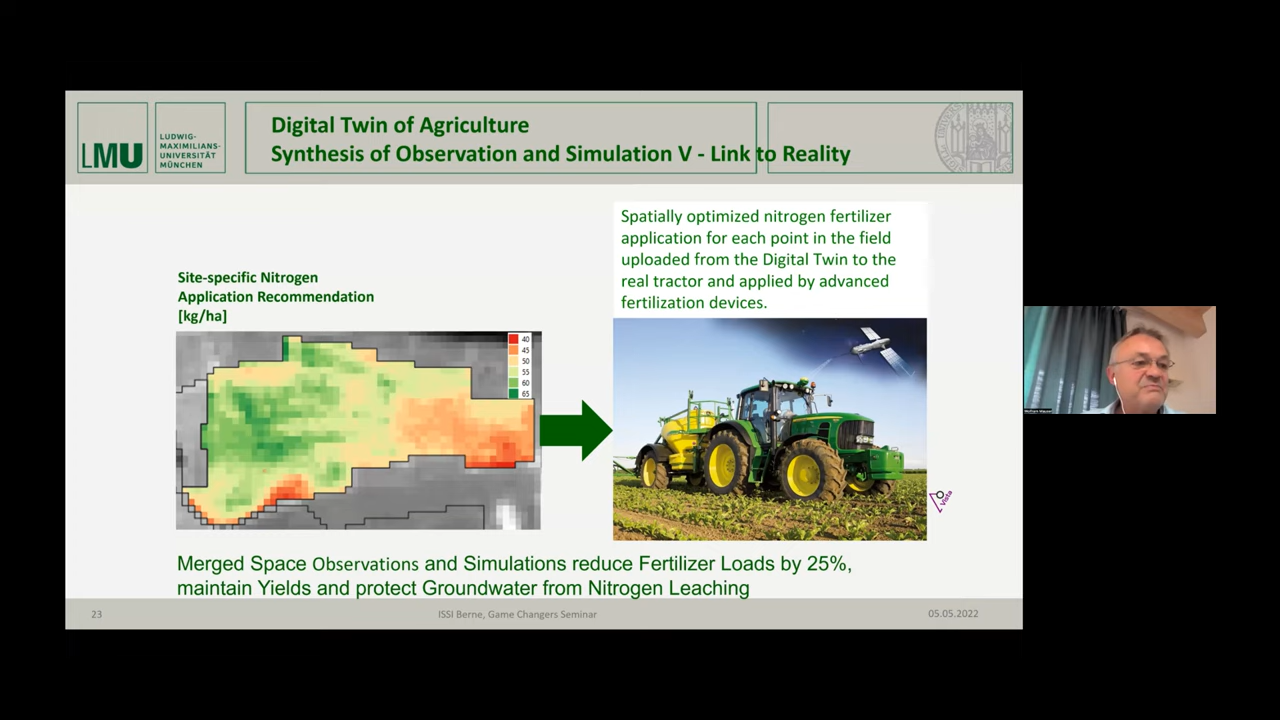 LMU
LUDWIG-
MAXIMILIANS-
UNIVERSITÄT
MÜNCHEN
Digital Twin of Agriculture
Synthesis of Observation and Simulation V - Link to Reality
Site-specific Nitrogen
Application Recommendation
[kg/ha]
40
45
50
55
60
65
Spatially optimized nitrogen fertilizer
application for each point in the field
uploaded from the Digital Twin to the
real tractor and applied by advanced
fertilization devices.
Vista
Merged Space Observations and Simulations reduce Fertilizer Loads by 25%,
maintain Yields and protect Groundwater from Nitrogen Leaching
23
ISSI Berne, Game Changers Seminar
05.05.2022